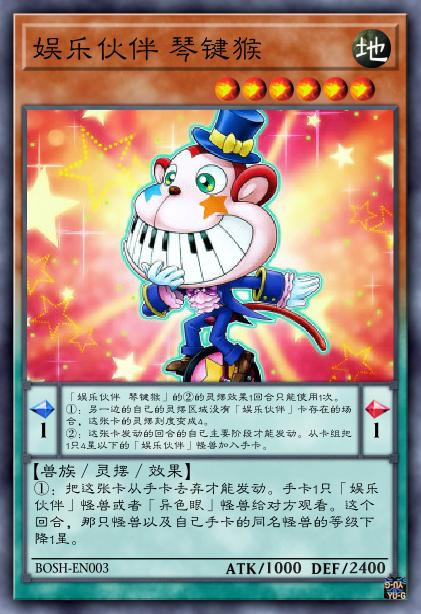 娱乐伙伴 琴键猴
地
「娱乐伙伴 琴键猴」的②的灵摆效果1回合只能使用1次。
①：另一边的自己的灵摆区域没有「娱乐伙伴」卡存在的场
合，这张卡的灵摆刻度变成4。
②：这张卡发动的回合的自己主要阶段才能发动。从卡组把
1只4星以下的「娱乐伙伴」怪兽加入手卡。
1
1
【兽族／灵摆／效果】
①：把这张卡从手卡丢弃才能发动。手卡1只「娱乐
伙伴」怪兽或者「异色眼」怪兽给对方观看。这个
回合，那只怪兽以及自己手卡的同名怪兽的等级下
降1星。
BOSH-EN003
ATK/1000 DEF/2400